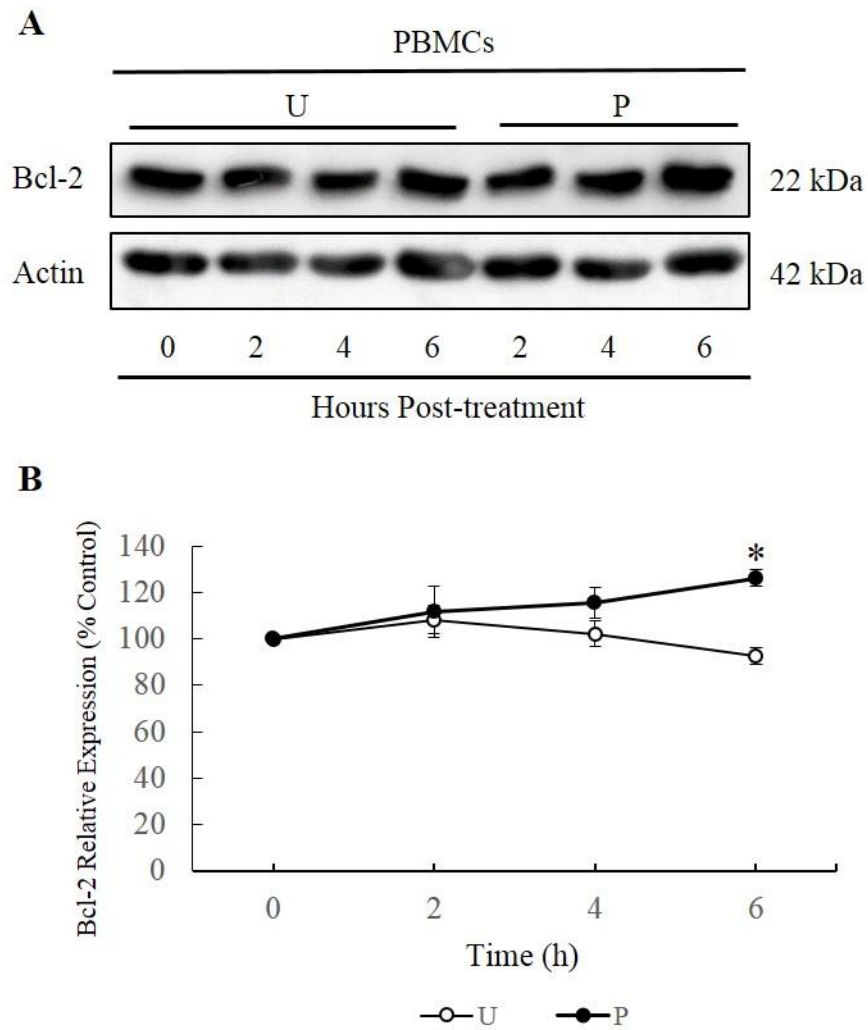 A
PBMCs
U P
Bcl-2 22 kDa
Actin 42 kDa
0 2 4 6 2 4 6
Hours Post-treatment
B
Bcl-2 Relative Expression (% Control)
140
120
100
80
60
40
20
0
*
0 2 4 6
Time (h)
U P